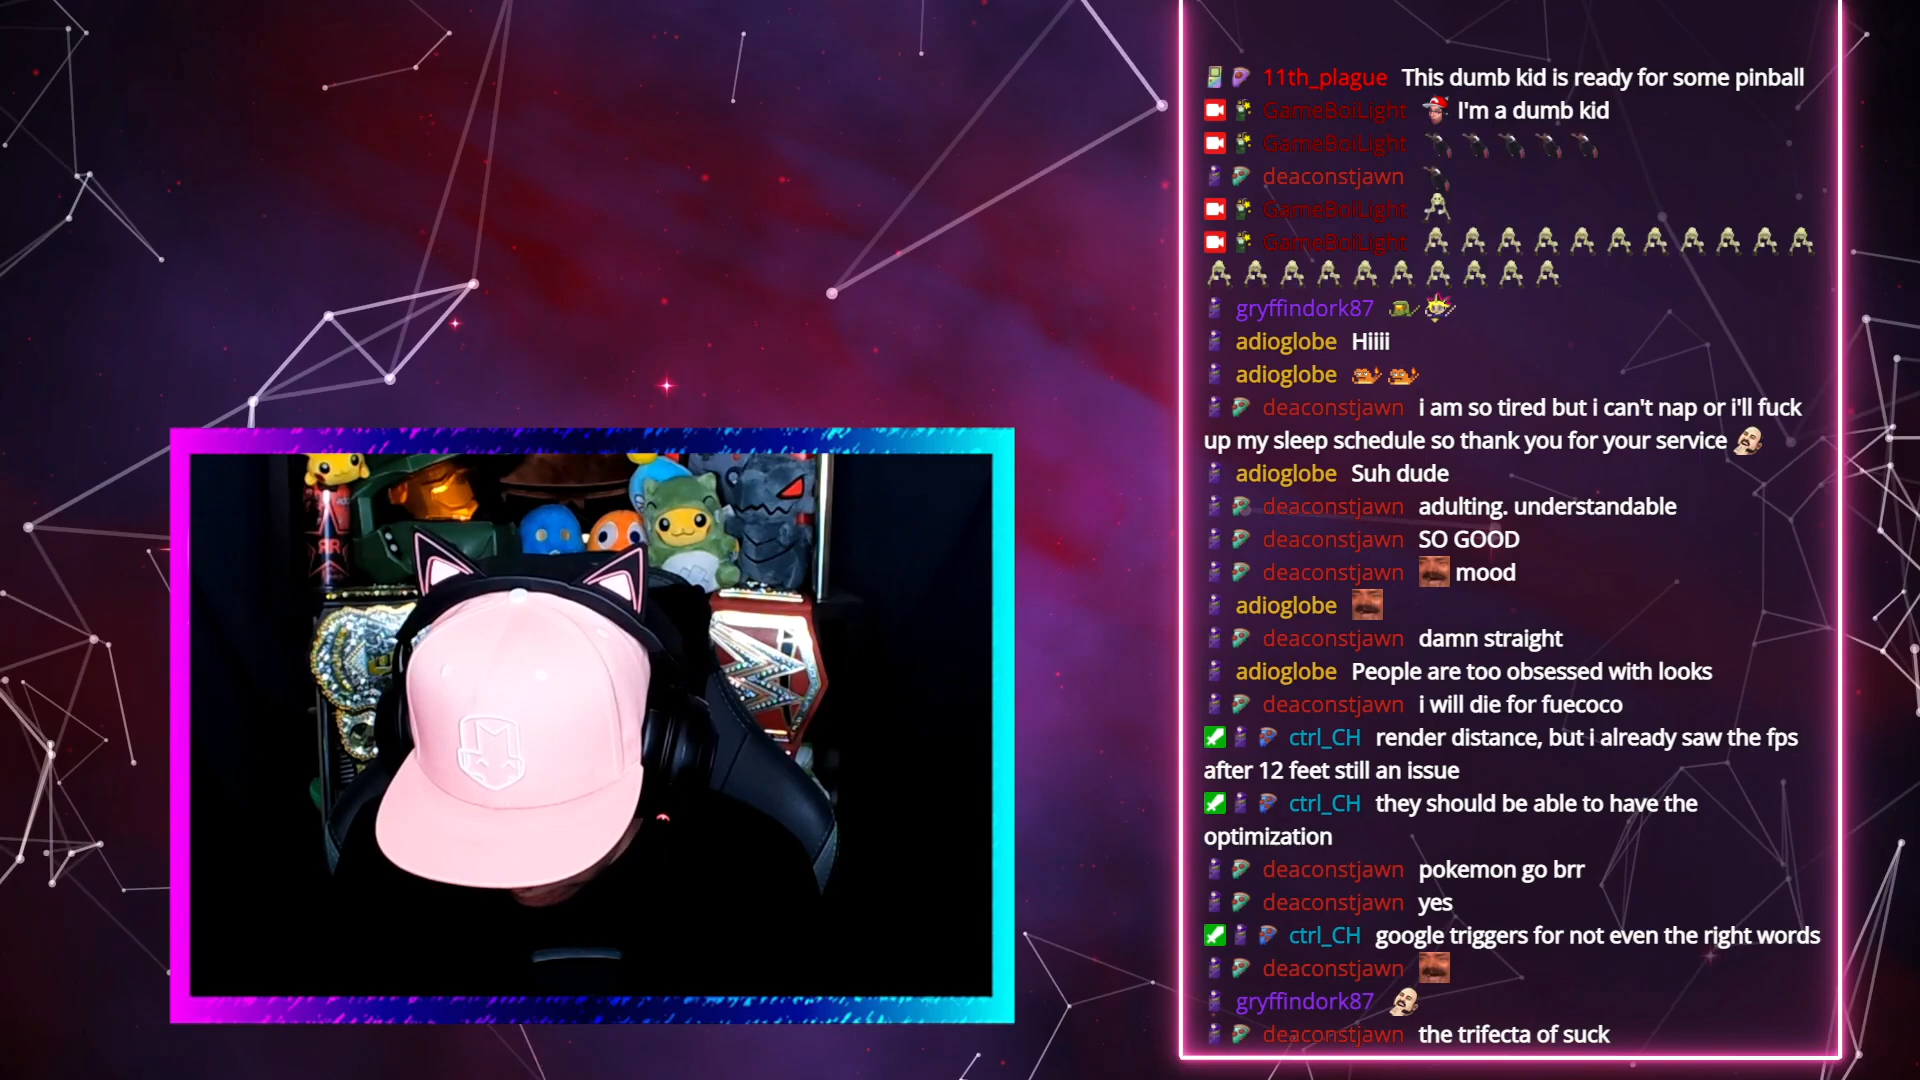 11th_plague This dumb kid is ready for some pinball
GameBoiLight I'm a dumb kid
GameBoiLight
deaconstjawn
GameBoiLight
GameBoiLight
gryffindork87
adioglobe Hiiii
adioglobe
deaconstjawn i am so tired but i can't nap or i'll fuck
up my sleep schedule so thank you for your service
adioglobe Suh dude
deaconstjawn adulting. understandable
deaconstjawn SO GOOD
deaconstjawn mood
adioglobe
deaconstjawn damn straight
adioglobe People are too obsessed with looks
deaconstjawn i will die for fuecoco
ctrl_CH render distance, but i already saw the fps
after 12 feet still an issue
ctrl_CH they should be able to have the
optimization
deaconstjawn pokemon go brr
deaconstjawn yes
ctrl_CH google triggers for not even the right words
deaconstjawn
gryffindork87
deaconstjawn the trifecta of suck